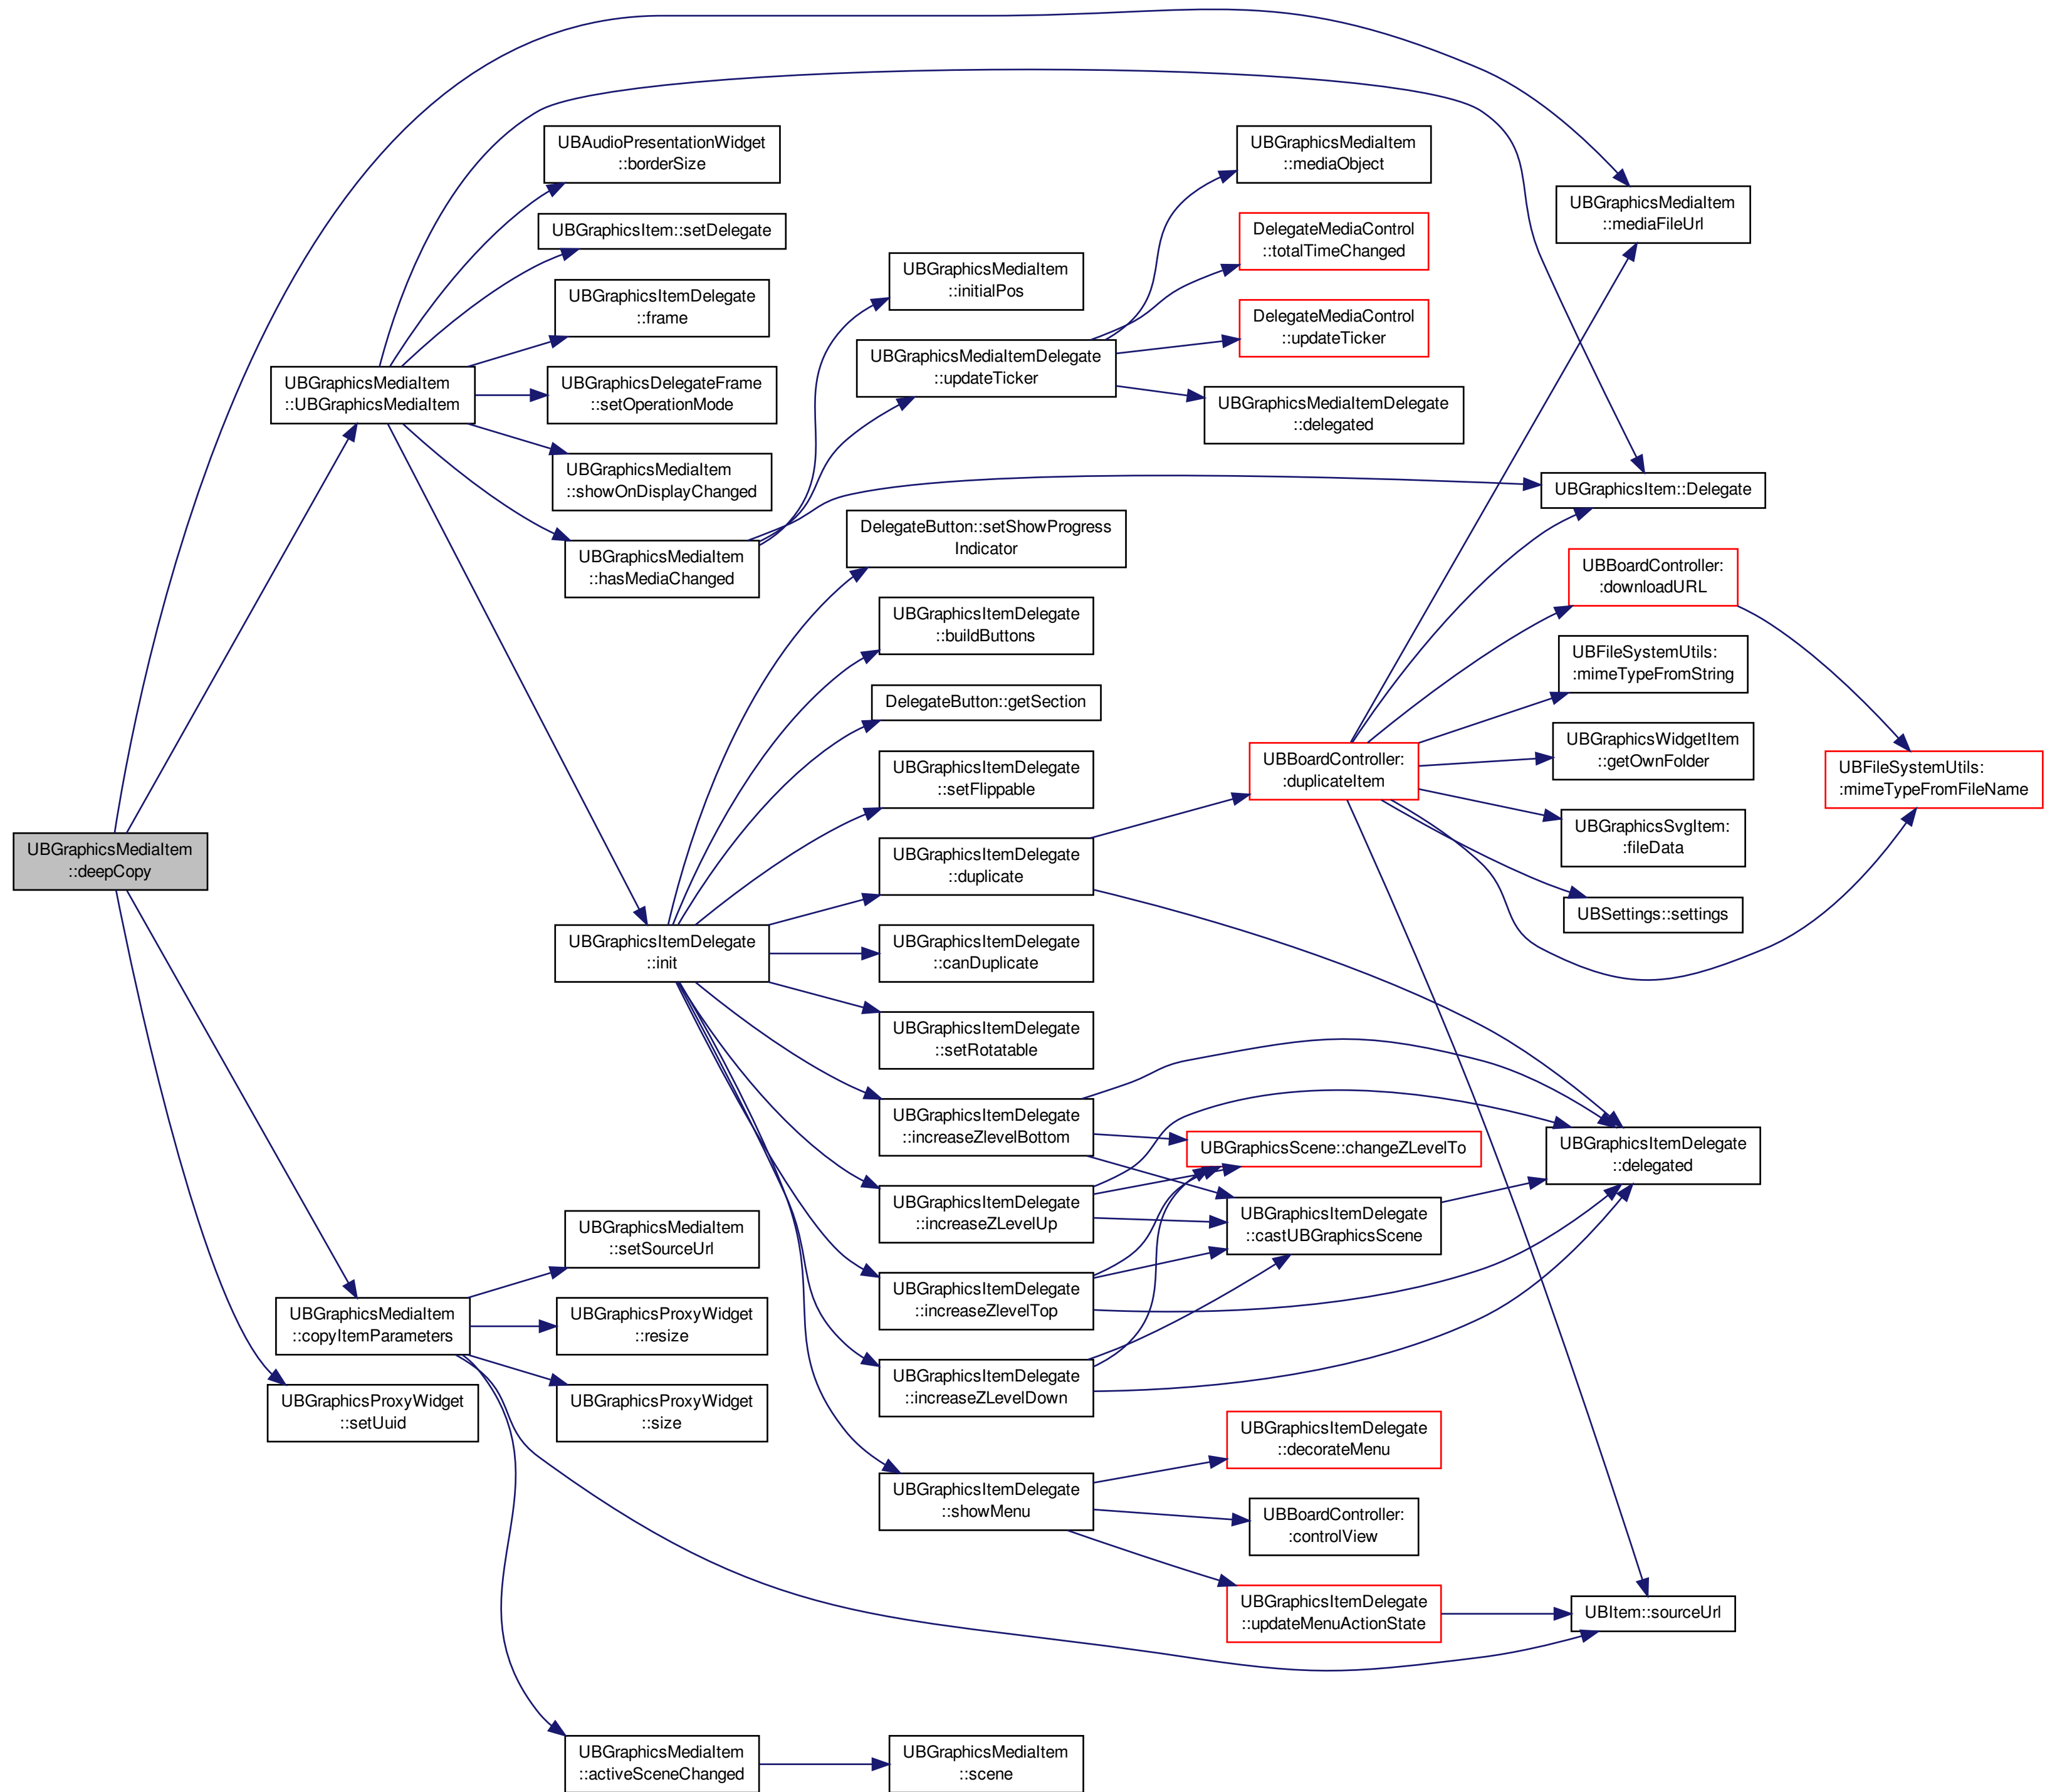 UBGraphicsMediaItem
::deepCopy
UBGraphicsMediaItem
::UBGraphicsMediaItem
UBGraphicsMediaItem
::copyItemParameters
UBGraphicsProxyWidget
::setUuid
UBAudioPresentationWidget
::borderSize
UBGraphicsItem::setDelegate
UBGraphicsItemDelegate
::frame
UBGraphicsDelegateFrame
::setOperationMode
UBGraphicsMediaItem
::showOnDisplayChanged
UBGraphicsMediaItem
::hasMediaChanged
UBGraphicsItemDelegate
::init
UBGraphicsMediaItem
::setSourceUrl
UBGraphicsProxyWidget
::resize
UBGraphicsProxyWidget
::size
UBGraphicsMediaItem
::activeSceneChanged
UBGraphicsMediaItem
::initialPos
UBGraphicsMediaItemDelegate
::updateTicker
DelegateButton::setShowProgress
Indicator
UBGraphicsItemDelegate
::buildButtons
DelegateButton::getSection
UBGraphicsItemDelegate
::setFlippable
UBGraphicsItemDelegate
::duplicate
UBGraphicsItemDelegate
::canDuplicate
UBGraphicsItemDelegate
::setRotatable
UBGraphicsItemDelegate
::increaseZlevelBottom
UBGraphicsItemDelegate
::increaseZLevelUp
UBGraphicsItemDelegate
::increaseZlevelTop
UBGraphicsItemDelegate
::increaseZLevelDown
UBGraphicsItemDelegate
::showMenu
UBGraphicsMediaItem
::scene
UBGraphicsMediaItem
::mediaObject
DelegateMediaControl
::totalTimeChanged
DelegateMediaControl
::updateTicker
UBGraphicsMediaItemDelegate
::delegated
UBBoardController:
:duplicateItem
UBGraphicsScene::changeZLevelTo
UBGraphicsItemDelegate
::castUBGraphicsScene
UBGraphicsItemDelegate
::decorateMenu
UBBoardController:
:controlView
UBGraphicsItemDelegate
::updateMenuActionState
UBGraphicsMediaItem
::mediaFileUrl
UBGraphicsItem::Delegate
UBBoardController:
:downloadURL
UBFileSystemUtils:
:mimeTypeFromString
UBGraphicsWidgetItem
::getOwnFolder
UBGraphicsSvgItem:
:fileData
UBSettings::settings
UBGraphicsItemDelegate
::delegated
UBItem::sourceUrl
UBFileSystemUtils:
:mimeTypeFromFileName